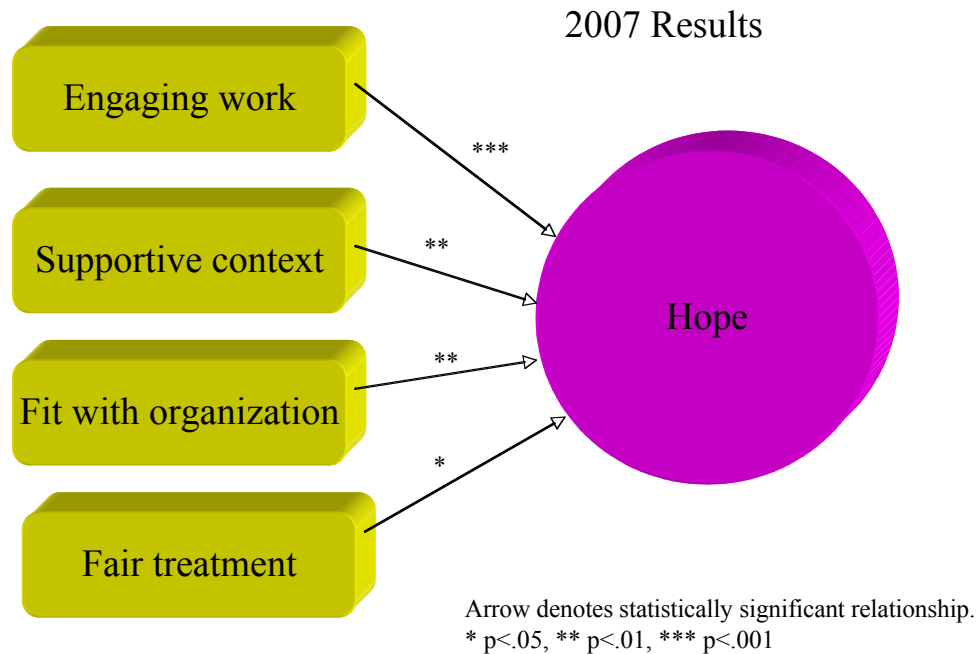 2007 Results
Engaging work
***
Supportive context
**
Hope
Fit with organization
**
Fair treatment
*
Arrow denotes statistically significant relationship.
* p<.05, ** p<.01, *** p<.001